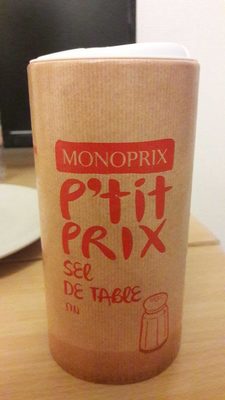 MONOPRIX
P'tit
PRIX
SEL
DE TABLE
FIN